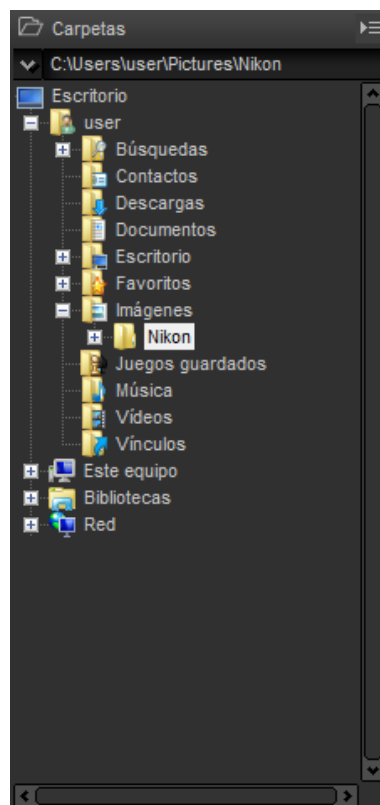 Carpetas
C:\Users\user\Pictures\Nikon
Escritorio
user
Búsquedas
Contactos
Descargas
Documentos
Escritorio
Favoritos
Imágenes
Nikon
Juegos guardados
Música
Vídeos
Vínculos
Este equipo
Bibliotecas
Red